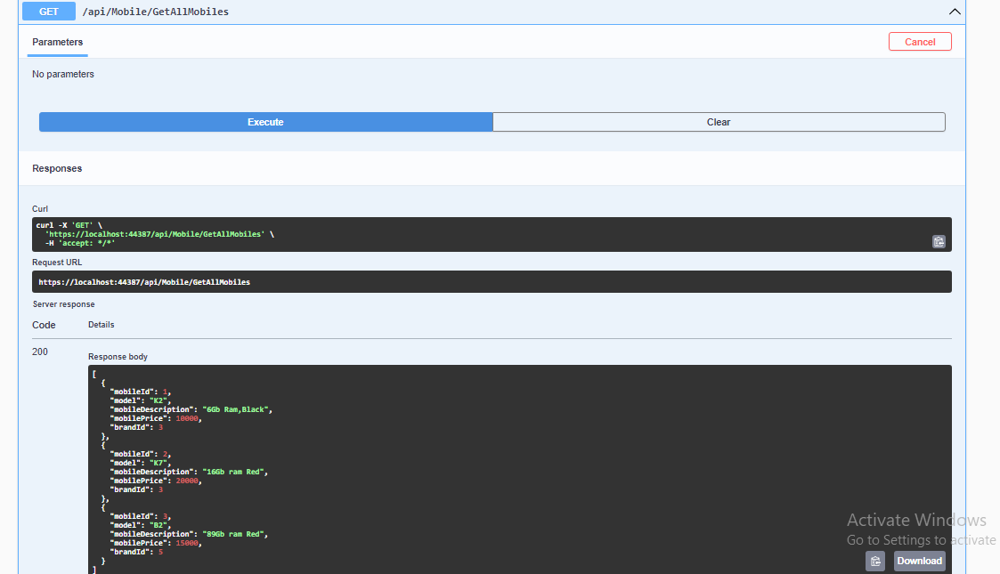 GET /api/Mobile/GetAllMobiles
Parameters
Cancel
No parameters
Execute
Clear
Responses
Curl
curl -X 'GET' \
'https://localhost:44387/api/Mobile/GetAllMobiles' \
-H 'accept: */*'
Request URL
https://localhost:44387/api/Mobile/GetAllMobiles
Server response
Code Details
200
Response body
[
{
"mobileId": 1,
"model": "K2",
"mobileDescription": "6Gb Ram,Black",
"mobilePrice": 10000,
"brandId": 3
},
{
"mobileId": 2,
"model": "K7",
"mobileDescription": "16Gb ram Red",
"mobilePrice": 20000,
"brandId": 3
},
{
"mobileId": 3,
"model": "B2",
"mobileDescription": "89Gb ram Red",
"mobilePrice": 15000,
"brandId": 5
}
]
Activate Windows
Go to Settings to activate
Download